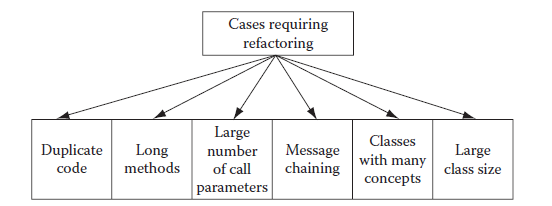 Cases requiring
refactoring
Duplicate
code
Long
methods
Large
number
of call
parameters
Message
chaining
Classes
with many
concepts
Large
class size